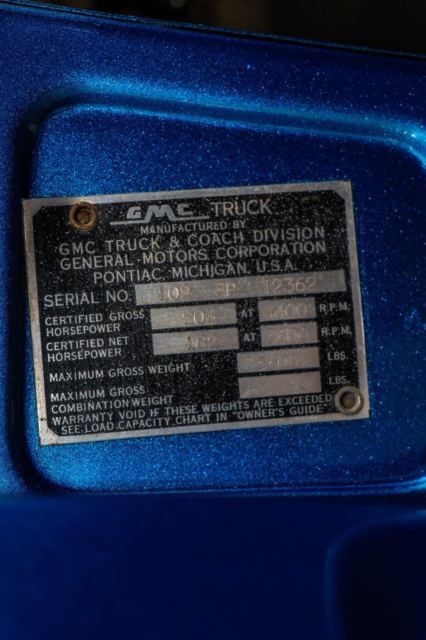 GMC TRUCK
MANUFACTURED BY
GMC TRUCK & COACH DIVISION
GENERAL MOTORS CORPORATION
PONTIAC, MICHIGAN, U.S.A.
SERIAL NO. 12362
CERTIFIED GROSS HORSEPOWER AT R.P.M.
CERTIFIED NET HORSEPOWER AT R.P.M.
MAXIMUM GROSS WEIGHT LBS.
MAXIMUM GROSS COMBINATION WEIGHT LBS.
WARRANTY VOID IF THESE WEIGHTS ARE EXCEEDED
SEE LOAD CAPACITY CHART IN "OWNER'S GUIDE"